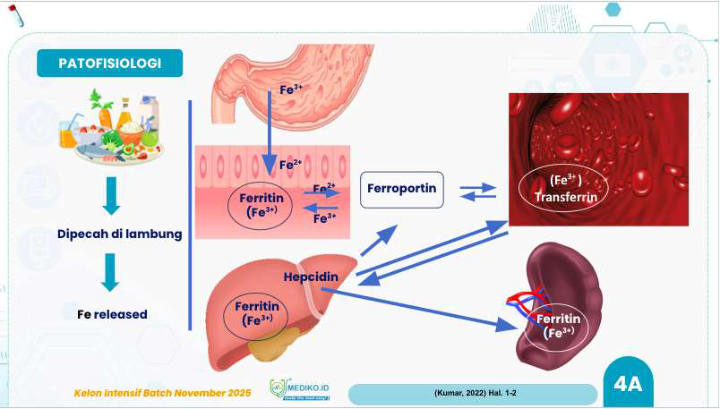 PATOFISIOLOGI
Dipecah di lambung
Fe released
Fe³⁺
Fe²⁺
Ferritin
(Fe³⁺)
Fe²⁺
Fe³⁺
Ferroportin
(Fe³⁺)
Transferrin
Hepcidin
Ferritin
(Fe³⁺)
Ferritin
(Fe³⁺)
Kelon Intensif Batch November 2025
MEDIKO.ID
(Kumar, 2022) Hal. 1-2
4A